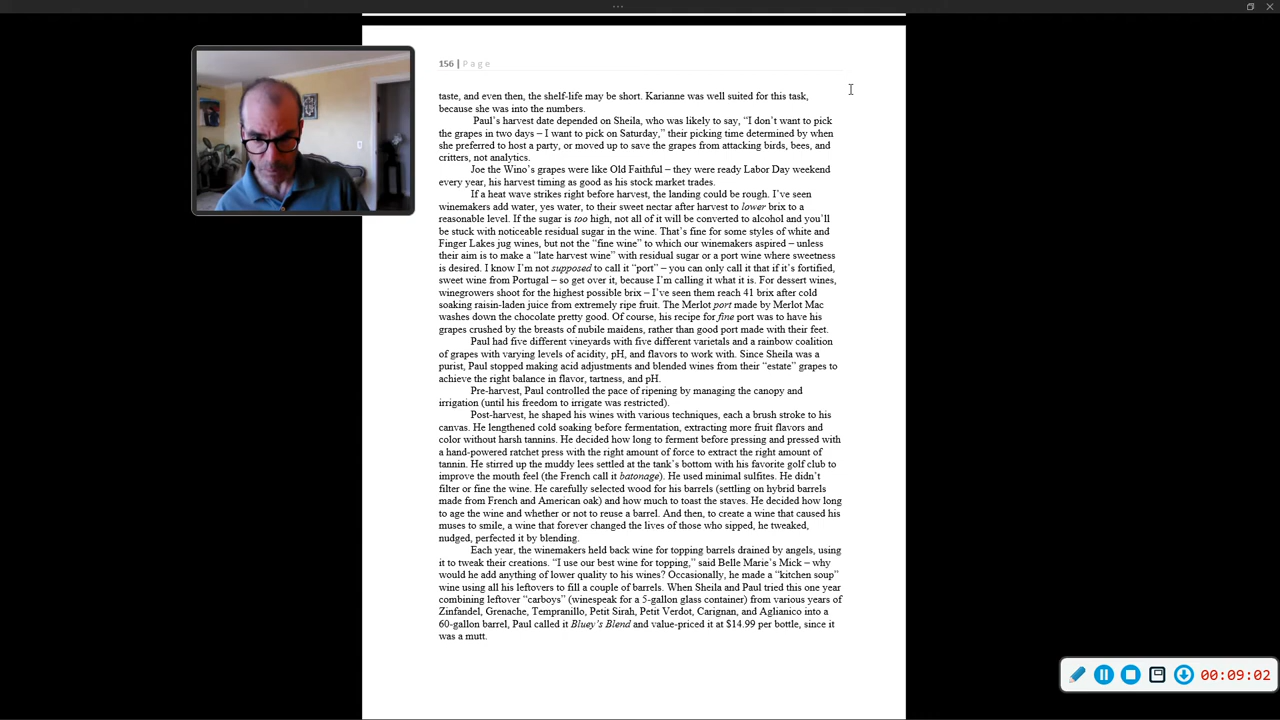 156 | Page
taste, and even then, the shelf-life may be short. Karianne was well suited for this task,
because she was into the numbers.
Paul's harvest date depended on Sheila, who was likely to say, “I don't want to pick
the grapes in two days – I want to pick on Saturday,” their picking time determined by when
she preferred to host a party, or moved up to save the grapes from attacking birds, bees, and
critters, not analytics.
Joe the Wino's grapes were like Old Faithful – they were ready Labor Day weekend
every year, his harvest timing as good as his stock market trades.
If a heat wave strikes right before harvest, the landing could be rough. I've seen
winemakers add water, yes water, to their sweet nectar after harvest to lower brix to a
reasonable level. If the sugar is too high, not all of it will be converted to alcohol and you'll
be stuck with noticeable residual sugar in the wine. That's fine for some styles of white and
Finger Lakes jug wines, but not the “fine wine” to which our winemakers aspired – unless
their aim is to make a “late harvest wine” with residual sugar or a port wine where sweetness
is desired. I know I'm not supposed to call it “port” – you can only call it that if it's fortified,
sweet wine from Portugal – so get over it, because I'm calling it what it is. For dessert wines,
winegrowers shoot for the highest possible brix – I've seen them reach 41 brix after cold
soaking raisin-laden juice from extremely ripe fruit. The Merlot port made by Merlot Mac
washes down the chocolate pretty good. Of course, his recipe for fine port was to have his
grapes crushed by the breasts of nubile maidens, rather than good port made with their feet.
Paul had five different vineyards with five different varietals and a rainbow coalition
of grapes with varying levels of acidity, pH, and flavors to work with. Since Sheila was a
purist, Paul stopped making acid adjustments and blended wines from their “estate” grapes to
achieve the right balance in flavor, tartness, and pH.
Pre-harvest, Paul controlled the pace of ripening by managing the canopy and
irrigation (until his freedom to irrigate was restricted).
Post-harvest, he shaped his wines with various techniques, each a brush stroke to his
canvas. He lengthened cold soaking before fermentation, extracting more fruit flavors and
color without harsh tannins. He decided how long to ferment before pressing and pressed with
a hand-powered ratchet press with the right amount of force to extract the right amount of
tannin. He stirred up the muddy lees settled at the tank's bottom with his favorite golf club to
improve the mouth feel (the French call it batonage). He used minimal sulfites. He didn't
filter or fine the wine. He carefully selected wood for his barrels (settling on hybrid barrels
made from French and American oak) and how much to toast the staves. He decided how long
to age the wine and whether or not to reuse a barrel. And then, to create a wine that caused his
muses to smile, a wine that forever changed the lives of those who sipped, he tweaked,
nudged, perfected it by blending.
Each year, the winemakers held back wine for topping barrels drained by angels, using
it to tweak their creations. “I use our best wine for topping,” said Belle Marie's Mick – why
would he add anything of lower quality to his wines? Occasionally, he made a “kitchen soup”
wine using all his leftovers to fill a couple of barrels. When Sheila and Paul tried this one year
combining leftover “carboys” (winespeak for a 5-gallon glass container) from various years of
Zinfandel, Grenache, Tempranillo, Petit Sirah, Petit Verdot, Carignan, and Aglianico into a
60-gallon barrel, Paul called it Bluey's Blend and value-priced it at $14.99 per bottle, since it
was a mutt.
00:09:02